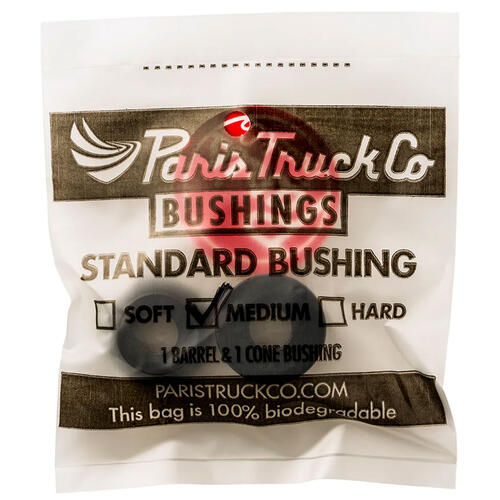 Paris Truck Co
BUSHINGS
STANDARD BUSHING
SOFT MEDIUM HARD
1 BARREL & 1 CONE BUSHING
PARISTRUCKCO.COM
This bag is 100% biodegradable